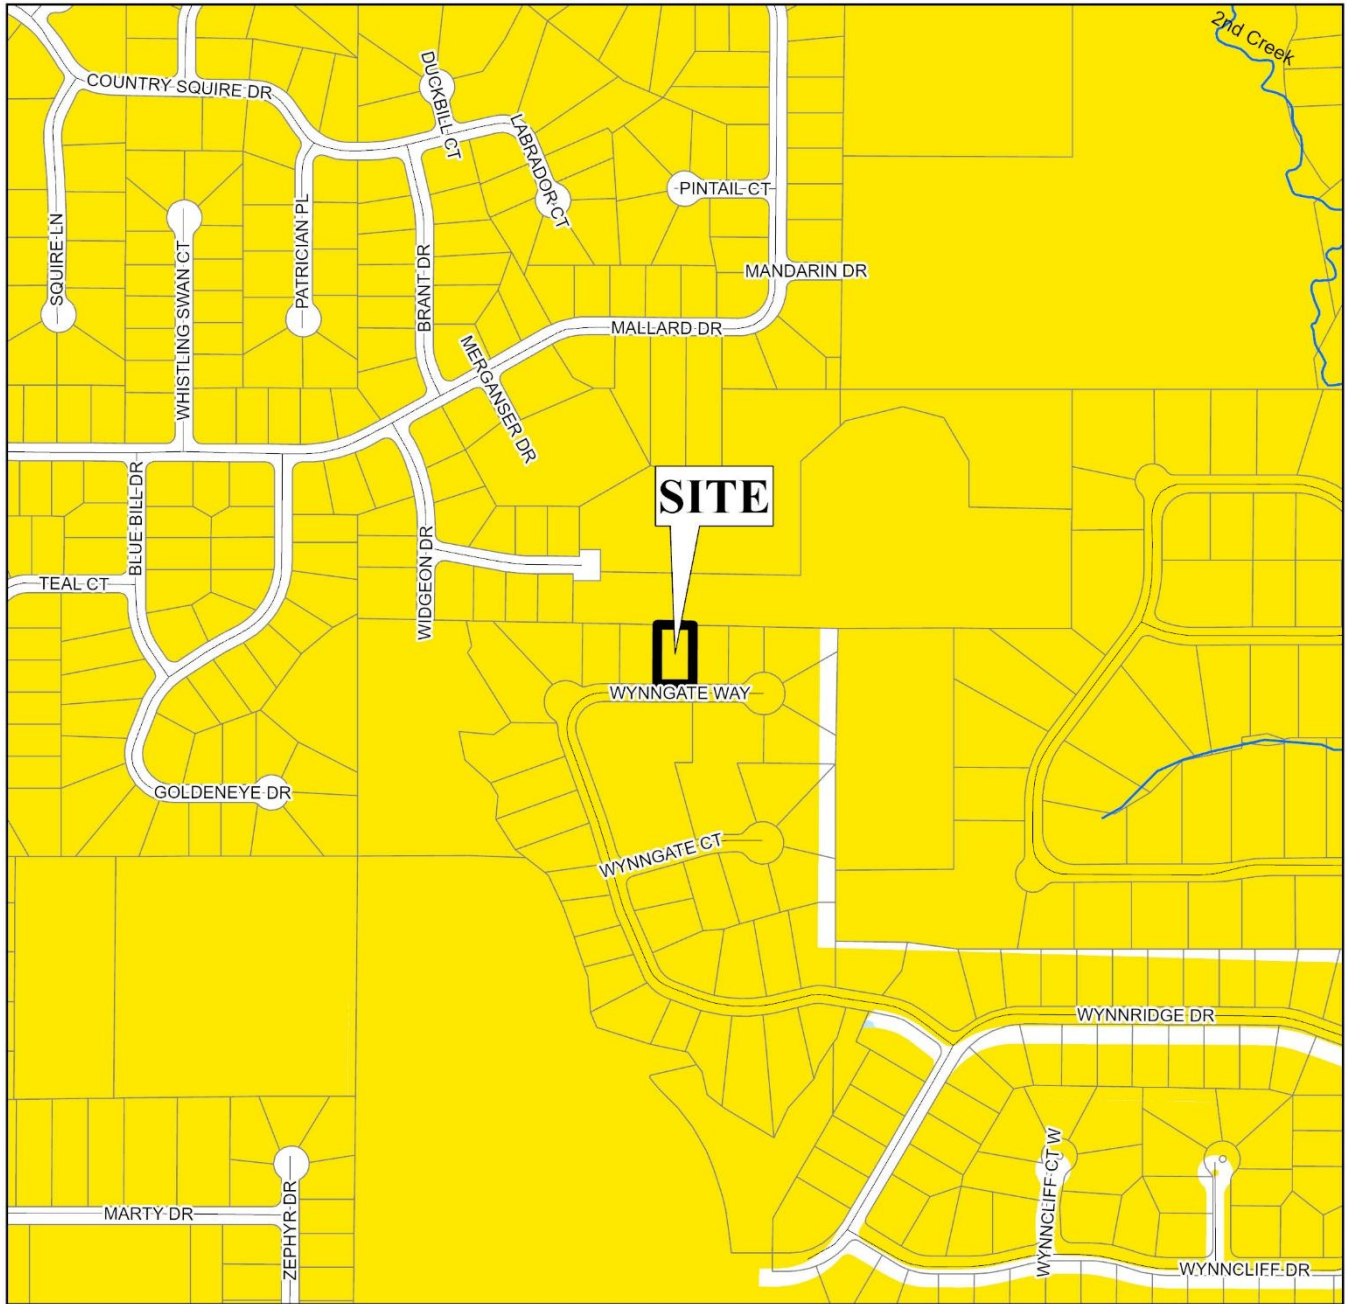 2nd Creek
COUNTRY SQUIRE DR
DUCKBILL CT
LABRADOR CT
PINTAIL CT
SQUIRE LN
WHISTLING SWAN CT
PATRICIAN PL
BRANT DR
MANDARIN DR
MALLARD DR
MERGANSER DR
SITE
BLUE BILL DR
WIDGEON DR
TEAL CT
WYNNGATE WAY
GOLDENEYE DR
WYNNGATE CT
WYNNRIDGE DR
WYNNCLIFF CT W
MARTY DR
ZEPHYR DR
WYNNCLIFF DR